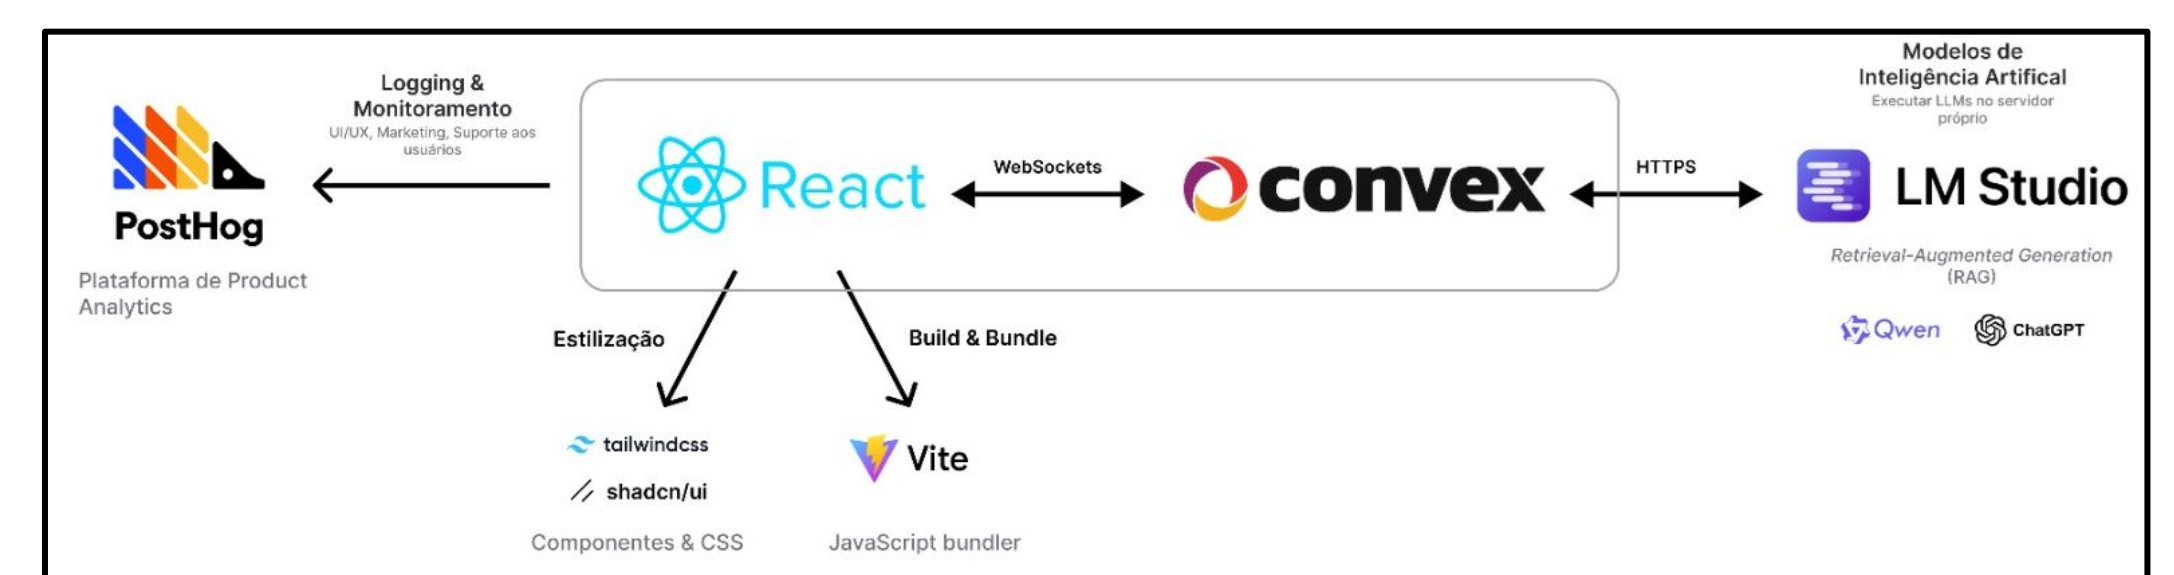 Logging &
Monitoramento
UI/UX, Marketing, Suporte aos
usuários
PostHog
Plataforma de Product
Analytics
React
WebSockets
convex
HTTPS
Modelos de
Inteligência Artifical
Executar LLMs no servidor
próprio
LM Studio
Retrieval-Augmented Generation
(RAG)
Qwen ChatGPT
Estilização
Build & Bundle
tailwindcss
shadcn/ui
Componentes & CSS
Vite
JavaScript bundler